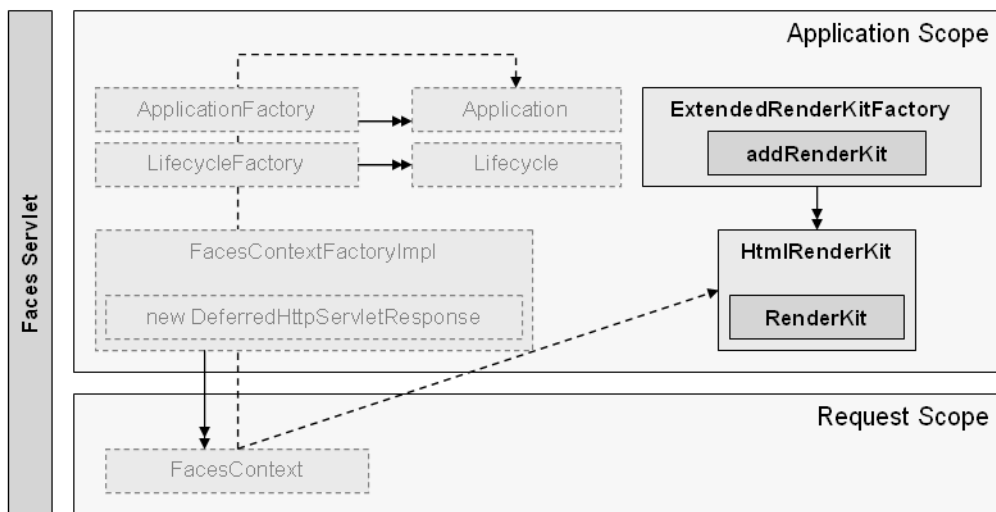 Faces Servlet
Application Scope
ApplicationFactory
Application
ExtendedRenderKitFactory
addRenderKit
LifecycleFactory
Lifecycle
FacesContextFactoryImpl
new DeferredHttpServletResponse
HtmlRenderKit
RenderKit
Request Scope
FacesContext